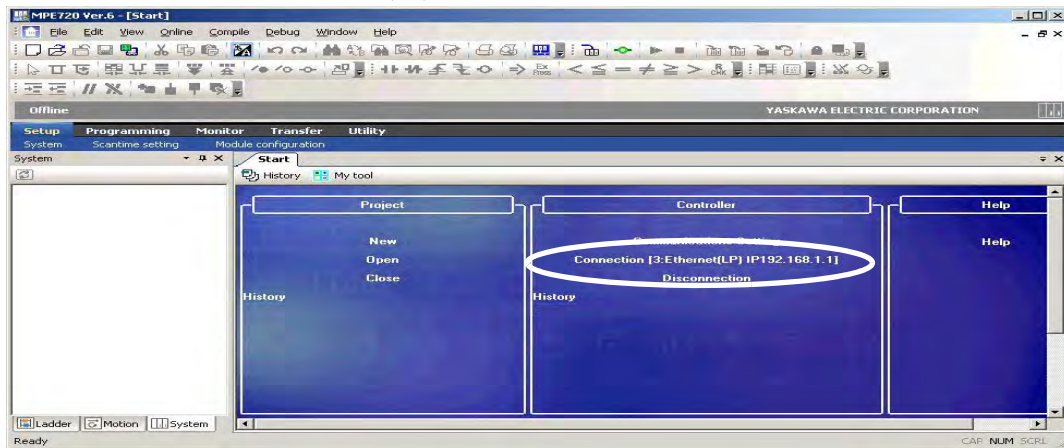 MPE720 Ver.6 - [Start]
File Edit View Online Compile Debug Window Help
Offline YASKAWA ELECTRIC CORPORATION
Setup Programming Monitor Transfer Utility
System Scantime setting Module configuration
System Start
History My tool
Project Controller Help
New Help
Open Connection [3:Ethernet(LP) IP192.168.1.1]
Close Disconnection
History History
Ladder Motion System
Ready CAP NUM SCRL